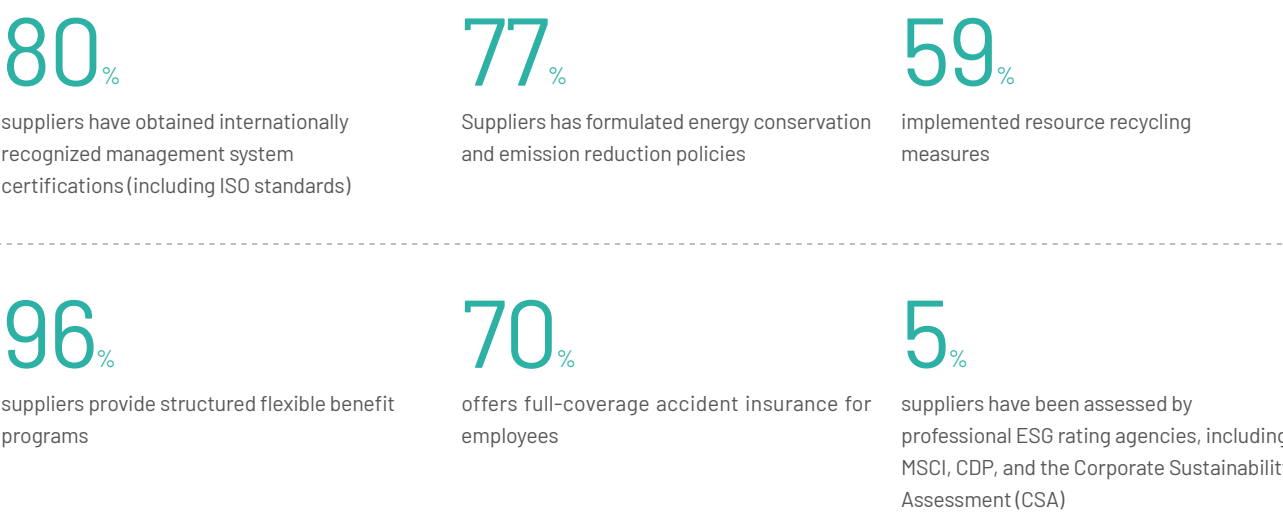 80%
suppliers have obtained internationally
recognized management system
certifications (including ISO standards)
77%
Suppliers has formulated energy conservation
and emission reduction policies
59%
implemented resource recycling
measures
96%
suppliers provide structured flexible benefit
programs
70%
offers full-coverage accident insurance for
employees
5%
suppliers have been assessed by
professional ESG rating agencies, including
MSCI, CDP, and the Corporate Sustainability
Assessment (CSA)